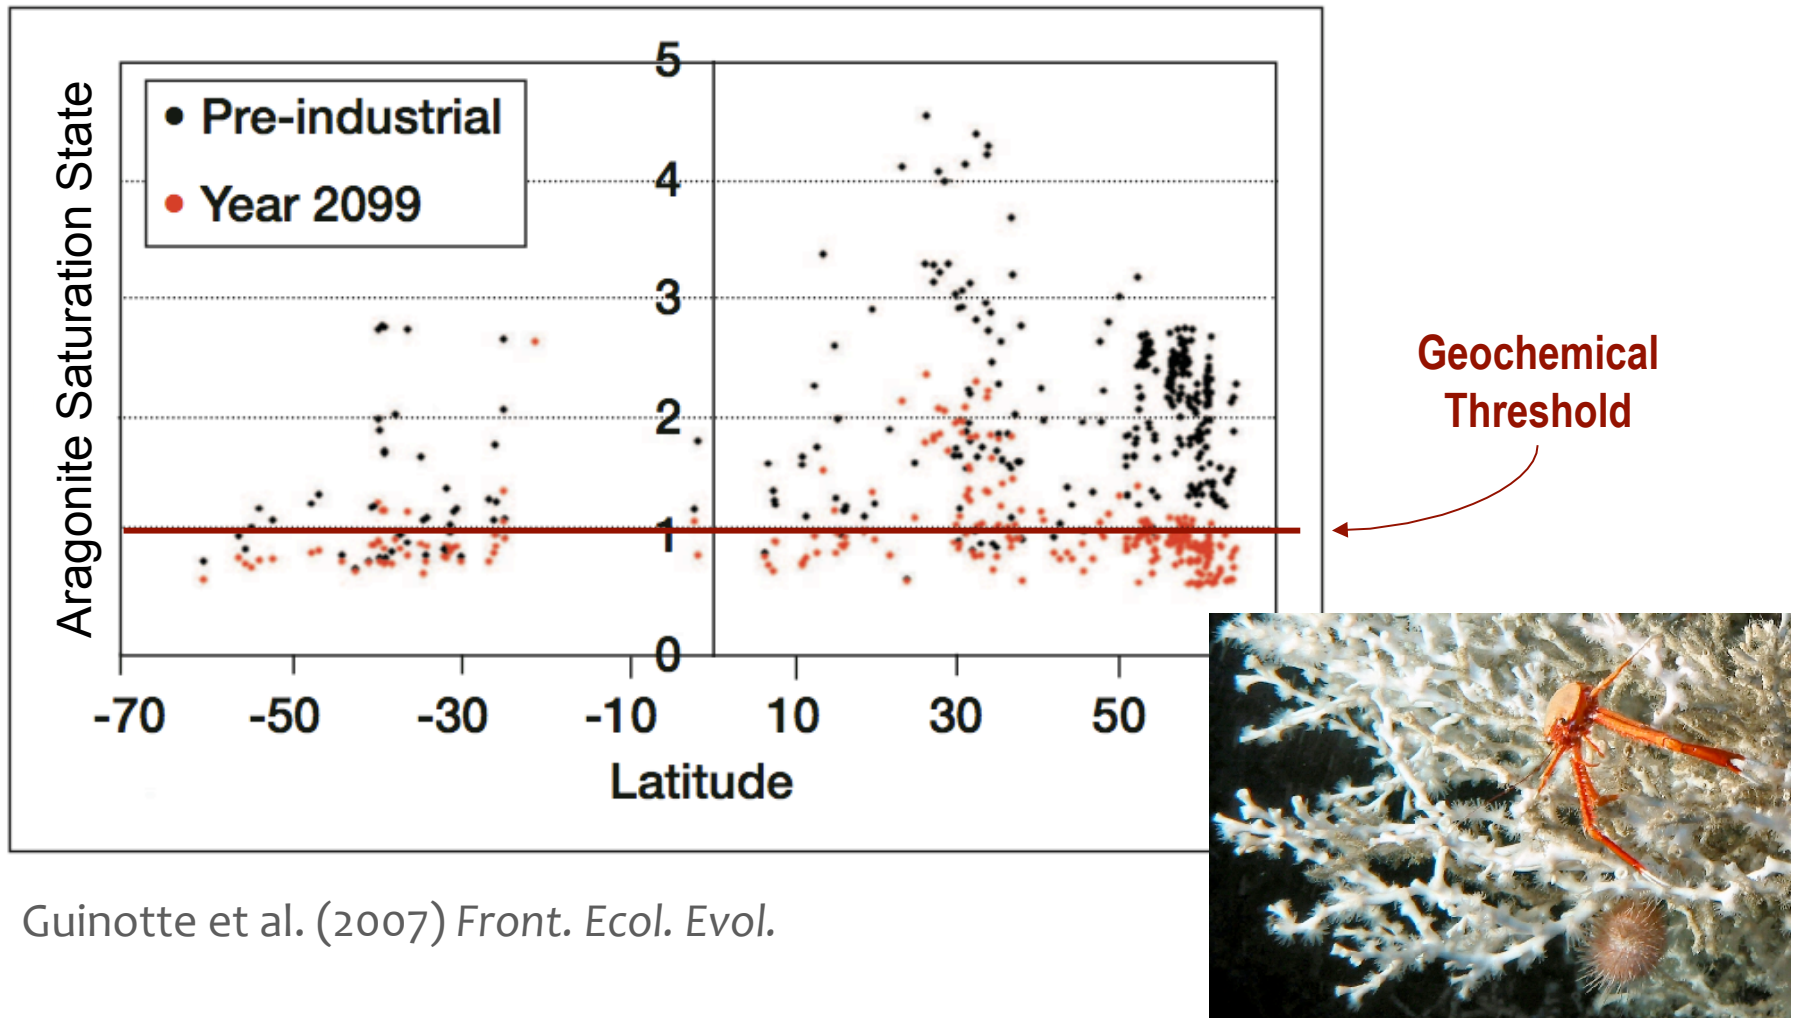 Aragonite Saturation State
Pre-industrial
Year 2099
5
4
3
2
1
0
-70 -50 -30 -10 10 30 50
Latitude
Geochemical
Threshold
Guinotte et al. (2007) Front. Ecol. Evol.